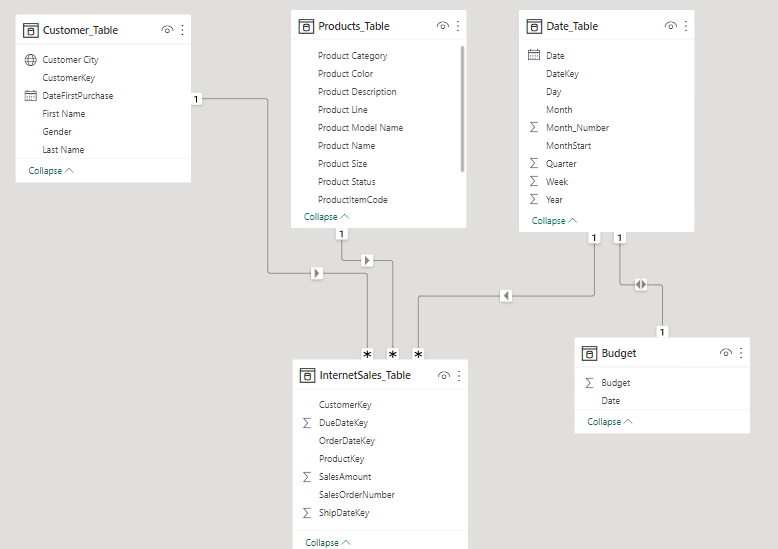 Customer_Table
Customer City
CustomerKey
DateFirstPurchase
First Name
Gender
Last Name
Collapse
1
Products_Table
Product Category
Product Color
Product Description
Product Line
Product Model Name
Product Name
Product Size
Product Status
ProductItemCode
Collapse
1
Date_Table
Date
DateKey
Day
Month
Month_Number
MonthStart
Quarter
Week
Year
Collapse
1
1
1
*
*
*
InternetSales_Table
CustomerKey
DueDateKey
OrderDateKey
ProductKey
SalesAmount
SalesOrderNumber
ShipDateKey
Collapse
Budget
Budget
Date
Collapse